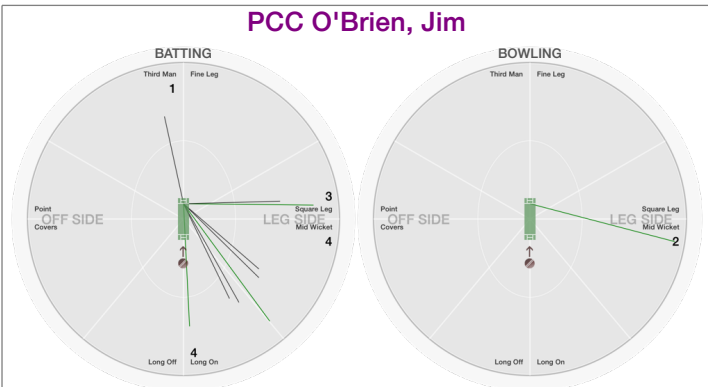 PCC O'Brien, Jim
BATTING
Third Man Fine Leg
1
3
Point Square Leg
OFF SIDE LEG SIDE
Covers Mid Wicket
4
4
Long Off Long On
BOWLING
Third Man Fine Leg
Point Square Leg
OFF SIDE LEG SIDE
Covers Mid Wicket
2
Long Off Long On